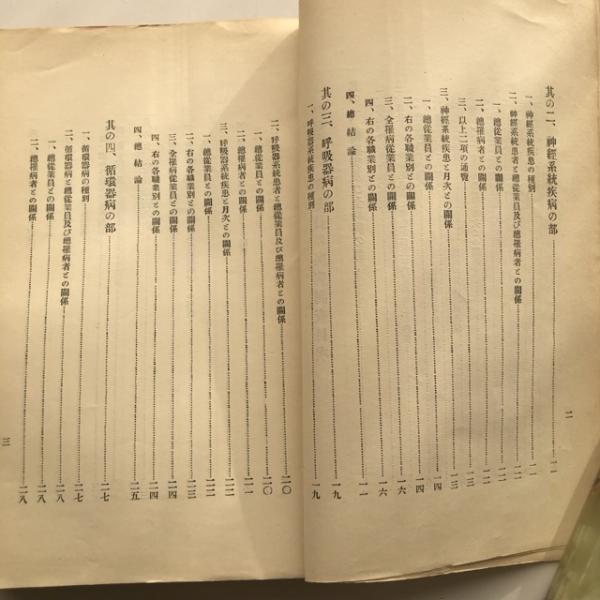 其の二、神經系統疾病の部 一一
一、神經系統疾患の種別 一一
二、神經系統疾患者と總從業員及び總罹病者との關係 一二
一、總從業員との關係 一二
二、總罹病者との關係 一三
三、以上二項の通覽 一三
三、神經系統疾患と月次との關係 一四
一、總從業員との關係 一四
二、右の各職業別との關係 一六
三、全罹病從業員との關係 一六
四、右の各職業別との關係
四、總結論
其の三、呼吸器病の部 一九
一、呼吸器系統疾患の種別 一九
二
二、呼吸器系統疾患者と總從業員及び總罹病者との關係 二〇
一、總從業員との關係 二〇
二、總罹病者との關係 二一
三、呼吸器系統疾患と月次との關係 二二
一、總從業員との關係 二二
二、右の各職業別との關係 二三
三、全罹病從業員との關係 二四
四、右の各職業別との關係 二四
四、總結論 二五
其の四、循環器病の部 二七
一、循環器病の種別 二七
二、循環器病と總從業員及び總罹病者との關係 二八
一、總從業員との關係 二八
二、總罹病者との關係 二八
三